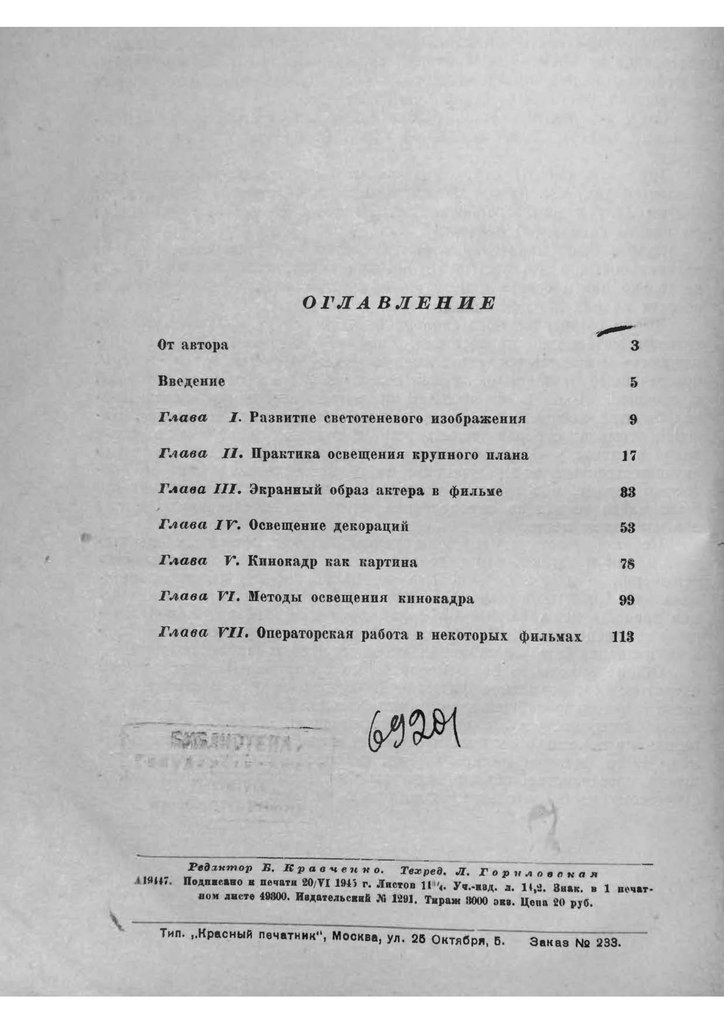 ОГЛАВЛЕНИЕ
От автора 3
Введение 5
Глава I. Развитие светотеневого изображения 9
Глава II. Практика освещения крупного плана 17
Глава III. Экранный образ актера в фильме 33
Глава IV. Освещение декораций 53
Глава V. Кинокадр как картина 78
Глава VI. Методы освещения кинокадра 99
Глава VII. Операторская работа в некоторых фильмах 113
69201
БИБЛИОТЕКА
Редактор Б. Кравченко. Техред. Л. Гориловская
А19447. Подписано к печати 20/VI 1945 г. Листов Уч.-изд. л. 14,2. Знак. в 1 печат-
ном листе 49300. Издательский № 1291. Тираж 3000 экз. Цена 20 руб.
Тип. „Красный печатник“, Москва, ул. 25 Октября, 5. Заказ № 233.